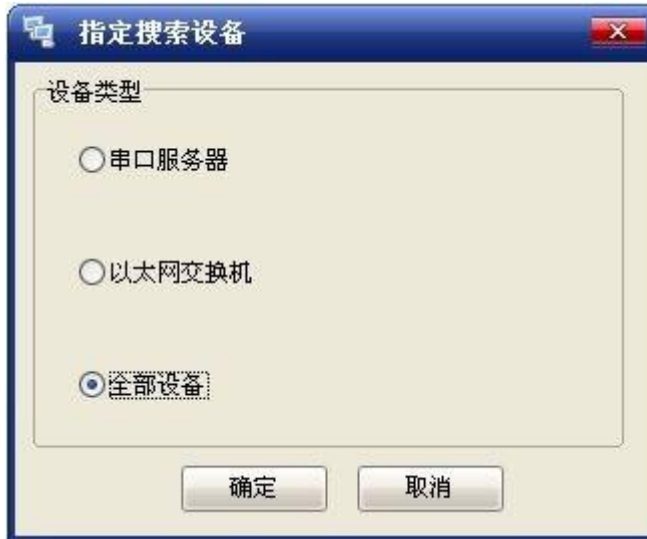 指定搜索设备
设备类型
串口服务器
以太网交换机
全部设备
确定 取消